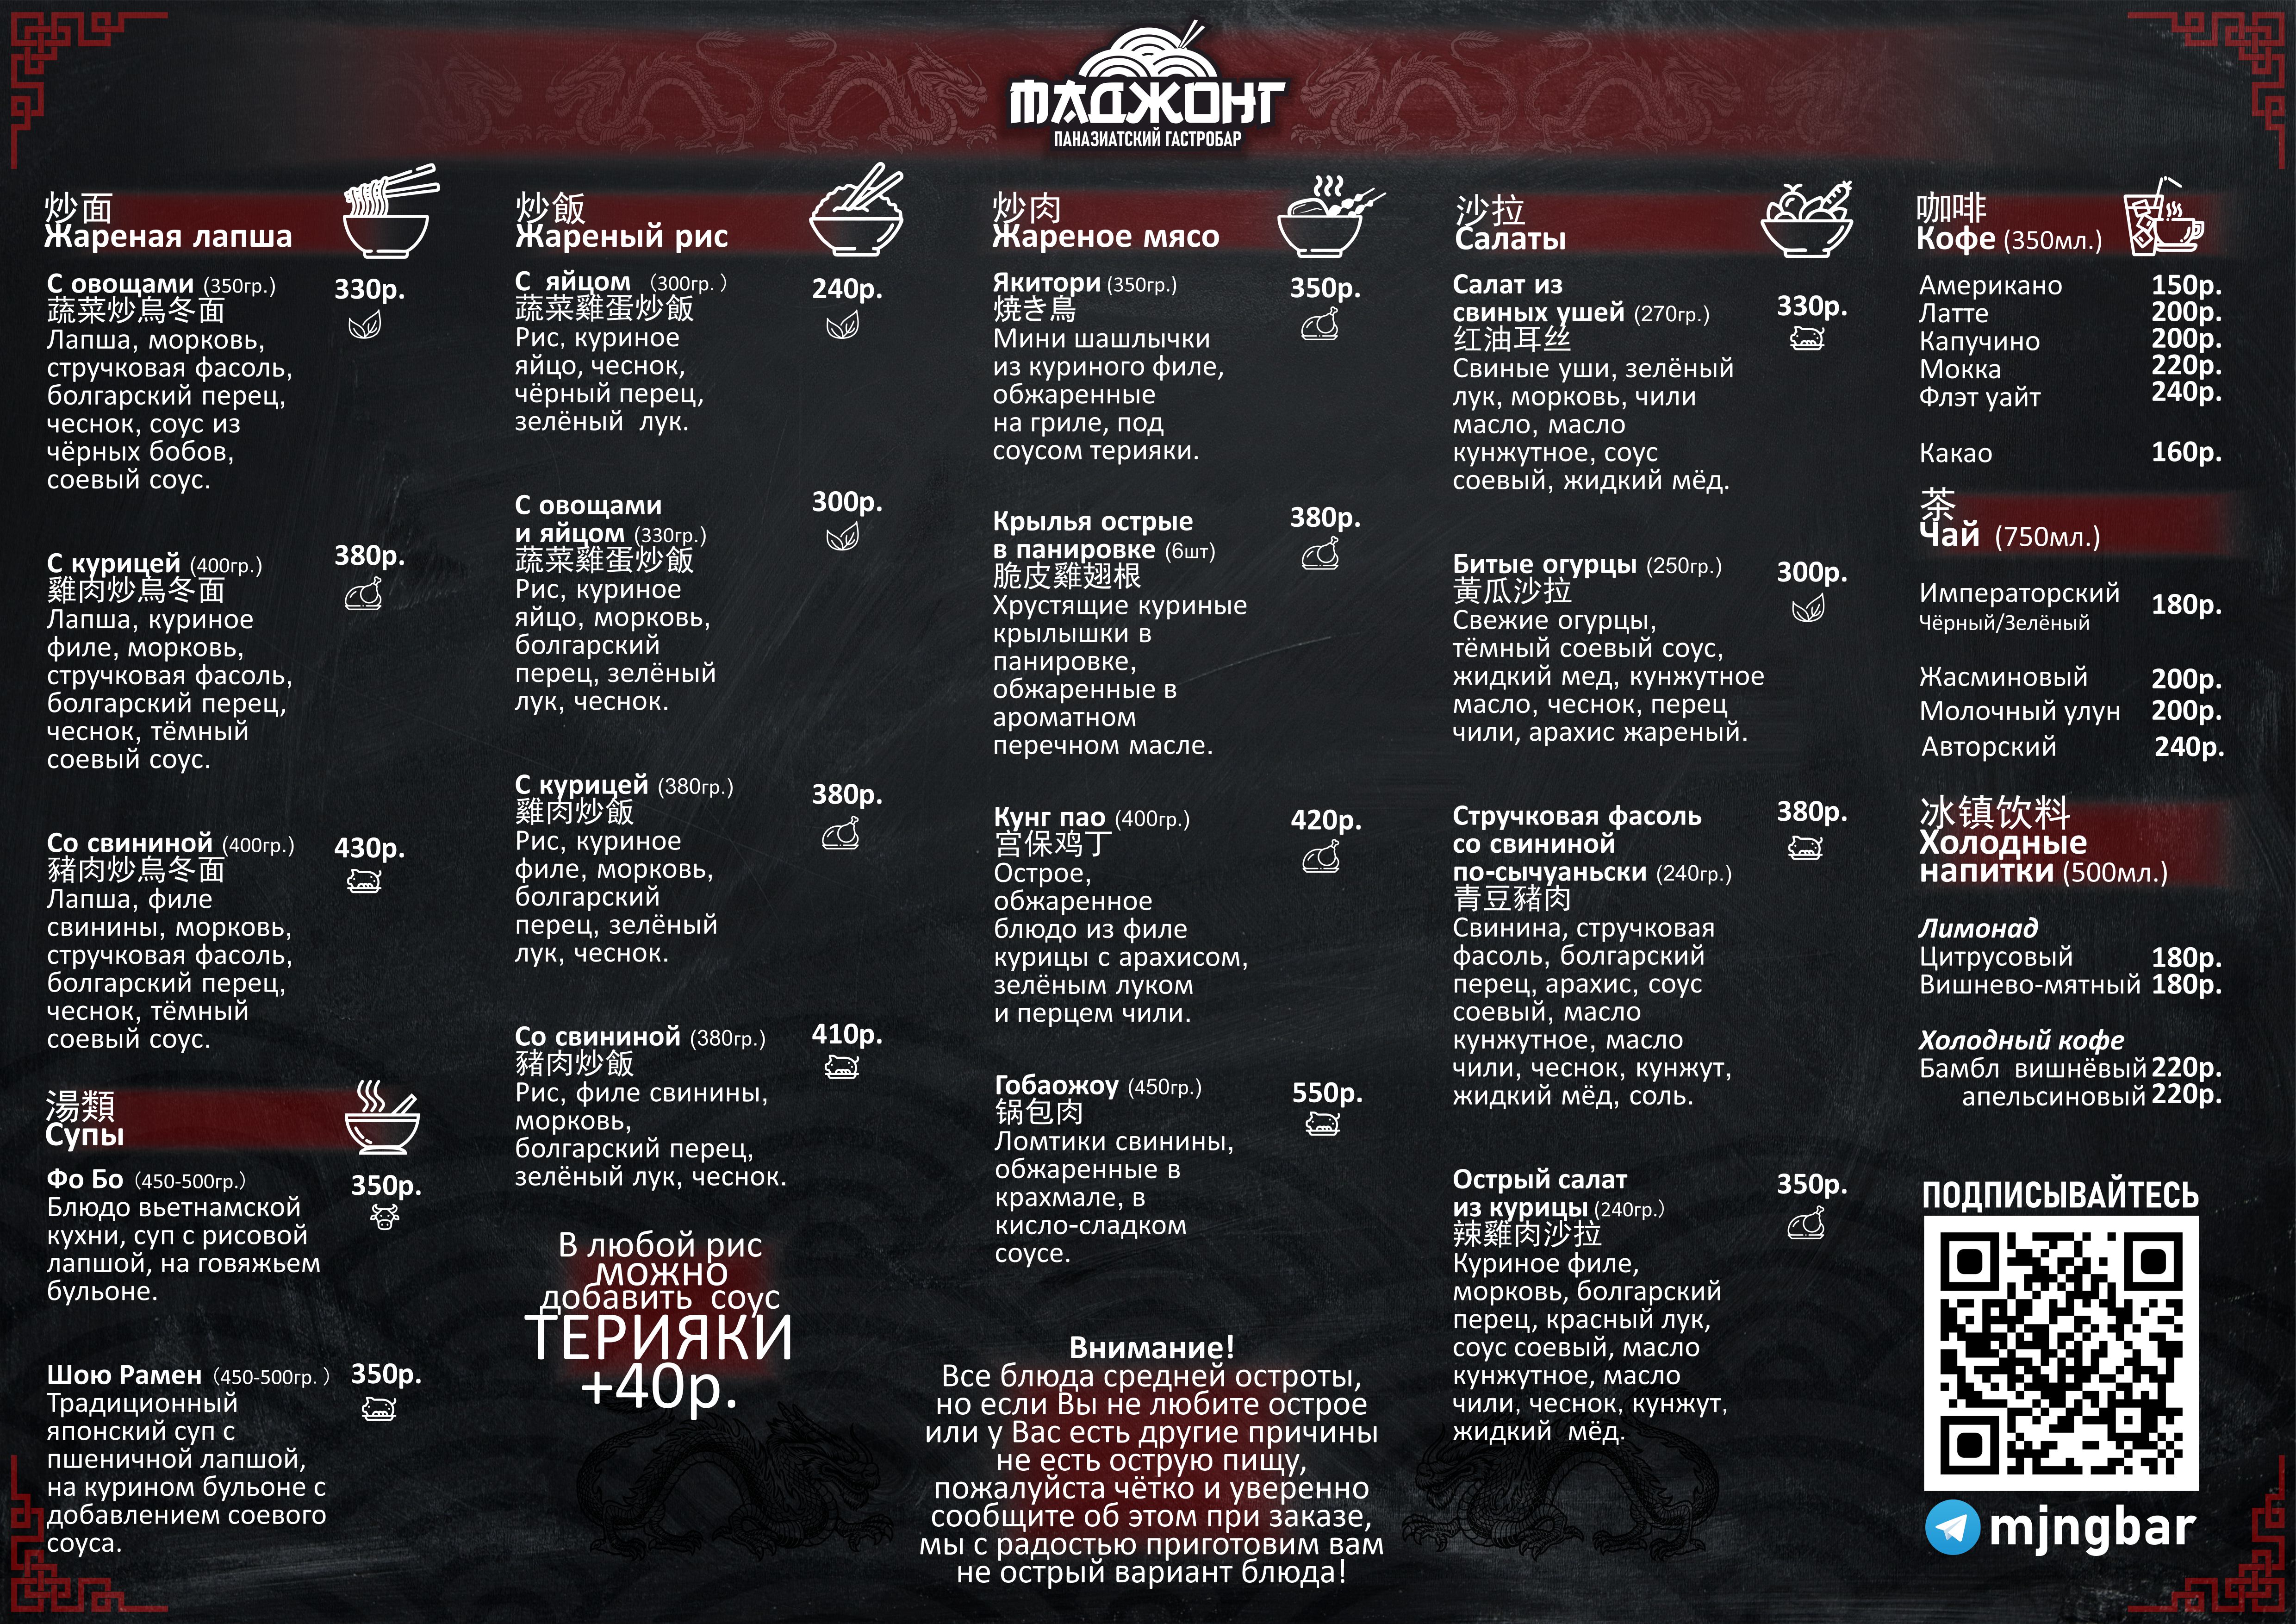 МАДЖОНГ
ПАНАЗИАТСКИЙ ГАСТРОБАР
炒面
Жареная лапша
С овощами (350гр.) 330р.
蔬菜炒烏冬面
Лапша, морковь,
стручковая фасоль,
болгарский перец,
чеснок, соус из
чёрных бобов,
соевый соус.
С курицей (400гр.) 380р.
雞肉炒烏冬面
Лапша, куриное
филе, морковь,
стручковая фасоль,
болгарский перец,
чеснок, тёмный
соевый соус.
Со свининой (400гр.) 430р.
豬肉炒烏冬面
Лапша, филе
свинины, морковь,
стручковая фасоль,
болгарский перец,
чеснок, тёмный
соевый соус.
湯類
Супы
Фо Бо (450-500гр.) 350р.
Блюдо вьетнамской
кухни, суп с рисовой
лапшой, на говяжьем
бульоне.
Шою Рамен (450-500гр. ) 350р.
Традиционный
японский суп с
пшеничной лапшой,
на курином бульоне с
добавлением соевого
соуса.
炒飯
Жареный рис
С яйцом (300гр. ) 240р.
蔬菜雞蛋炒飯
Рис, куриное
яйцо, чеснок,
чёрный перец,
зелёный лук.
С овощами
и яйцом (330гр.) 300р.
蔬菜雞蛋炒飯
Рис, куриное
яйцо, морковь,
болгарский
перец, зелёный
лук, чеснок.
С курицей (380гр.) 380р.
雞肉炒飯
Рис, куриное
филе, морковь,
болгарский
перец, зелёный
лук, чеснок.
Со свининой (380гр.) 410р.
豬肉炒飯
Рис, филе свинины,
морковь,
болгарский перец,
зелёный лук, чеснок.
В любой рис
можно
добавить соус
ТЕРИЯКИ
+40р.
炒肉
Жареное мясо
Якитори (350гр.) 350р.
焼き鳥
Мини шашлычки
из куриного филе,
обжаренные
на гриле, под
соусом терияки.
Крылья острые
в панировке (6шт) 380р.
脆皮雞翅根
Хрустящие куриные
крылышки в
панировке,
обжаренные в
ароматном
перечном масле.
Кунг пао (400гр.) 420р.
宫保鸡丁
Острое,
обжаренное
блюдо из филе
курицы с арахисом,
зелёным луком
и перцем чили.
Гобаожоу (450гр.) 550р.
锅包肉
Ломтики свинины,
обжаренные в
крахмале, в
кисло-сладком
соусе.
Внимание!
Все блюда средней остроты,
но если Вы не любите острое
или у Вас есть другие причины
не есть острую пищу,
пожалуйста чётко и уверенно
сообщите об этом при заказе,
мы с радостью приготовим вам
не острый вариант блюда!
沙拉
Салаты
Салат из
свиных ушей (270гр.) 330р.
红油耳丝
Свиные уши, зелёный
лук, морковь, чили
масло, масло
кунжутное, соус
соевый, жидкий мёд.
Битые огурцы (250гр.) 300р.
黃瓜沙拉
Свежие огурцы,
тёмный соевый соус,
жидкий мед, кунжутное
масло, чеснок, перец
чили, арахис жареный.
Стручковая фасоль 380р.
со свининой
по-сычуаньски (240гр.)
青豆豬肉
Свинина, стручковая
фасоль, болгарский
перец, арахис, соус
соевый, масло
кунжутное, масло
чили, чеснок, кунжут,
жидкий мёд, соль.
Острый салат 350р.
из курицы (240гр.)
辣雞肉沙拉
Куриное филе,
морковь, болгарский
перец, красный лук,
соус соевый, масло
кунжутное, масло
чили, чеснок, кунжут,
жидкий мёд.
咖啡
Кофе (350мл.)
Американо 150р.
Латте 200р.
Капучино 200р.
Мокка 220р.
Флэт уайт 240р.
Какао 160р.
茶
Чай (750мл.)
Императорский 180р.
Чёрный/Зелёный
Жасминовый 200р.
Молочный улун 200р.
Авторский 240р.
冰镇饮料
Холодные
напитки (500мл.)
Лимонад
Цитрусовый 180р.
Вишнево-мятный 180р.
Холодный кофе
Бамбл вишнёвый 220р.
апельсиновый 220р.
ПОДПИСЫВАЙТЕСЬ
mjngbar